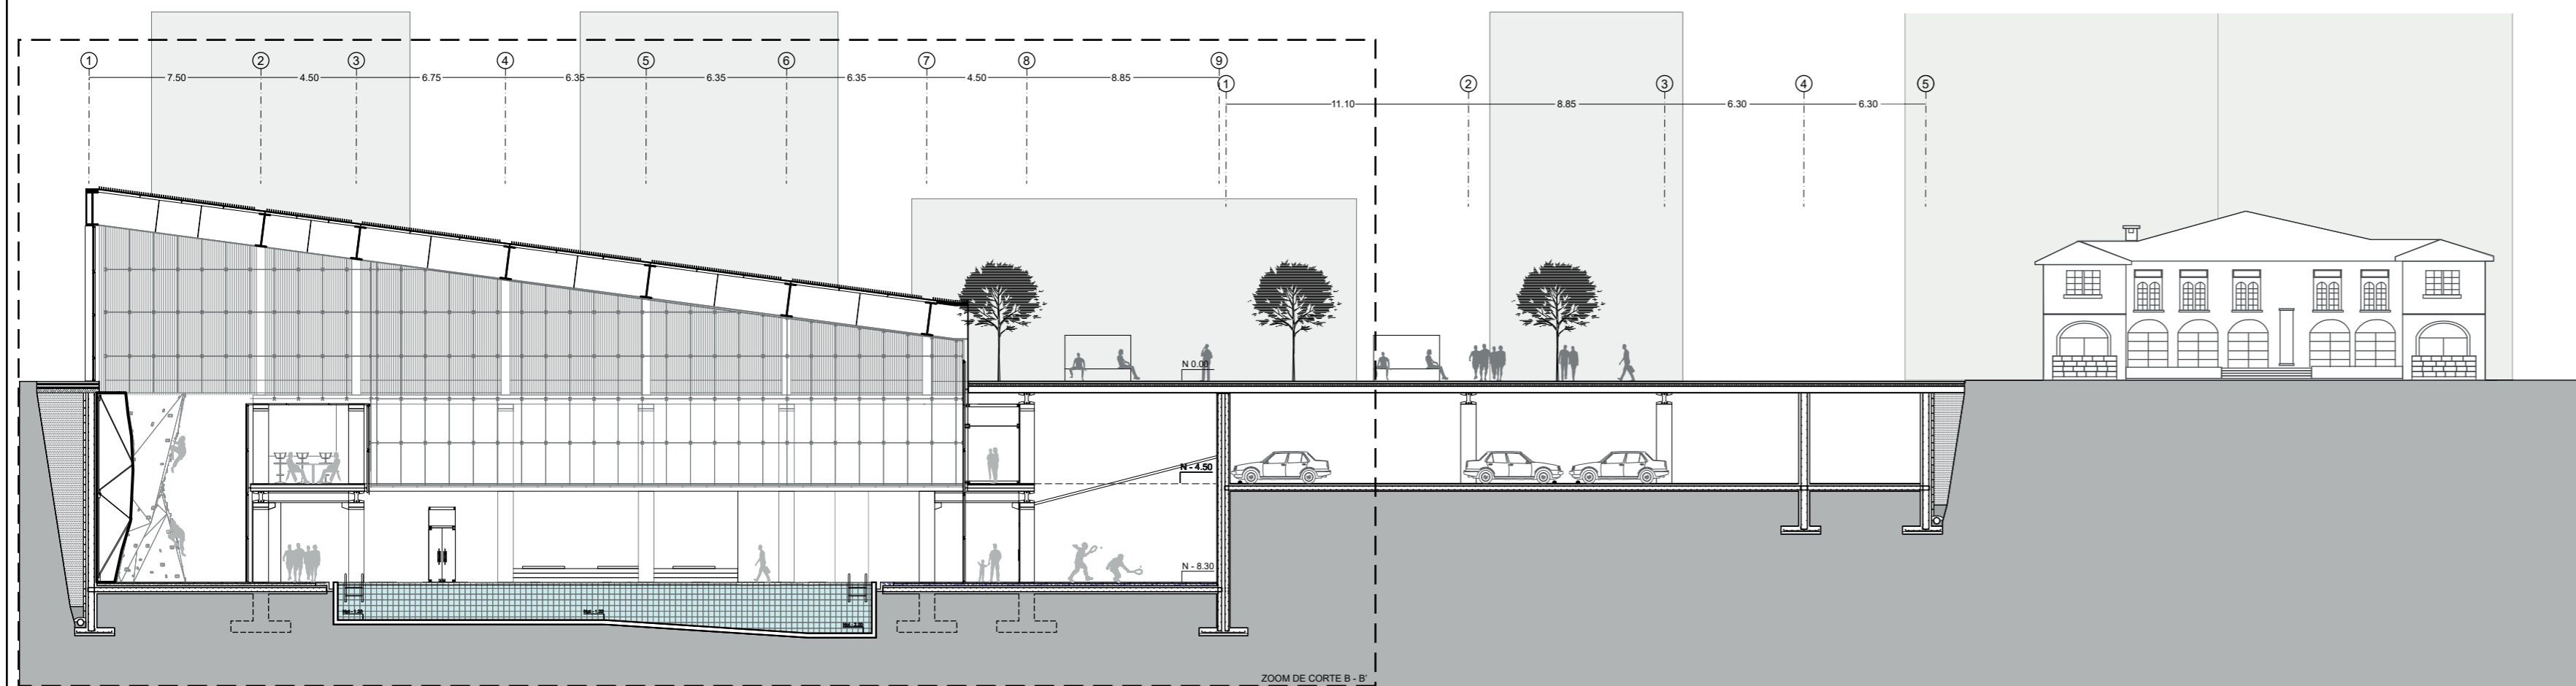 1 2 3 4 5 6 7 8 9
7.50 4.50 6.75 6.35 6.35 6.35 4.50 8.85
1 2 3 4 5
11.10 8.85 6.30 6.30
N 0.00
N - 4.50
N - 8.30
ZOOM DE CORTE B - B'